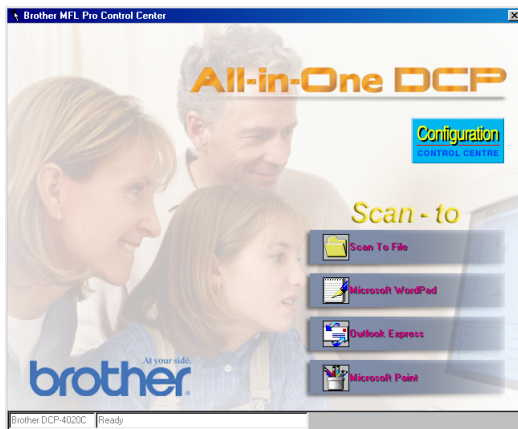 Brother MFL Pro Control Center
All-in-One DCP
Configuration
CONTROL CENTRE
Scan - to
Scan To File
Microsoft WordPad
Outlook Express
Microsoft Paint
At your side.
brother
Brother DCP-4020C
Ready